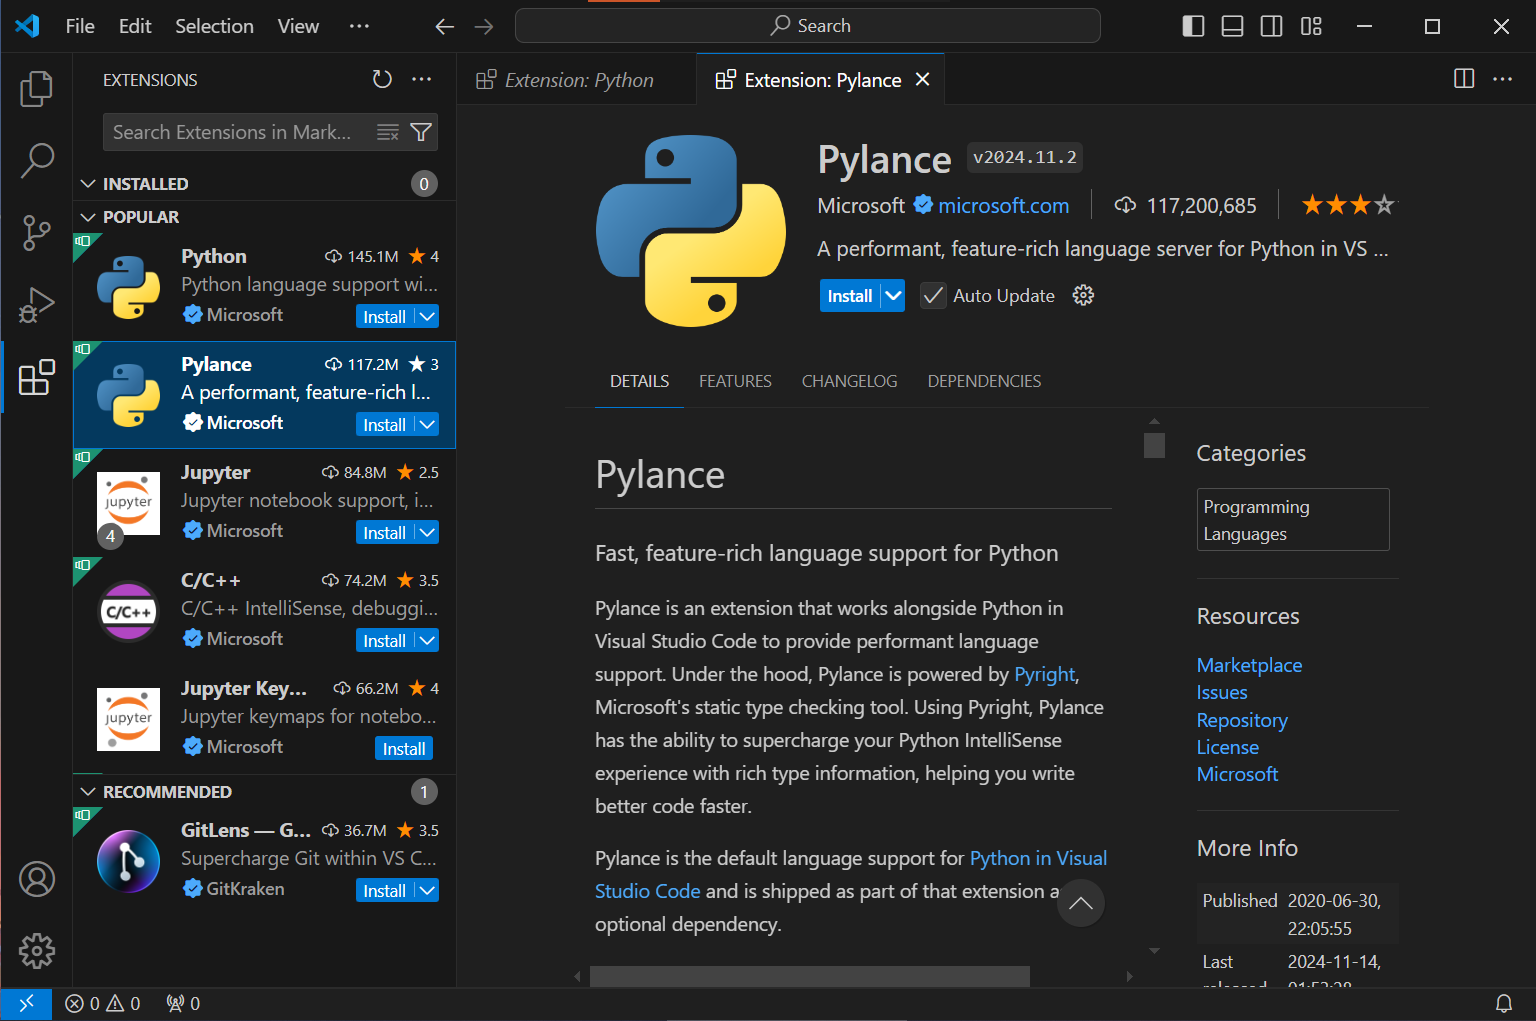 File Edit Selection View ··· Search
EXTENSIONS
Search Extensions in Mark...
INSTALLED 0
POPULAR
Python 145.1M 4
Python language support wi...
Microsoft Install
Pylance 117.2M 3
A performant, feature-rich l...
Microsoft Install
Jupyter 84.8M 2.5
Jupyter notebook support, i...
Microsoft Install
jupyter
4
C/C++ 74.2M 3.5
C/C++ IntelliSense, debuggi...
Microsoft Install
C/C++
Jupyter Key... 66.2M 4
Jupyter keymaps for notebo...
Microsoft Install
jupyter
RECOMMENDED 1
GitLens — G... 36.7M 3.5
Supercharge Git within VS C...
GitKraken Install
Extension: Python Extension: Pylance
Pylance v2024.11.2
Microsoft microsoft.com 117,200,685
A performant, feature-rich language server for Python in VS ...
Install Auto Update
DETAILS FEATURES CHANGELOG DEPENDENCIES
Pylance
Fast, feature-rich language support for Python
Pylance is an extension that works alongside Python in
Visual Studio Code to provide performant language
support. Under the hood, Pylance is powered by Pyright,
Microsoft's static type checking tool. Using Pyright, Pylance
has the ability to supercharge your Python IntelliSense
experience with rich type information, helping you write
better code faster.
Pylance is the default language support for Python in Visual
Studio Code and is shipped as part of that extension a
optional dependency.
Categories
Programming
Languages
Resources
Marketplace
Issues
Repository
License
Microsoft
More Info
Published 2020-06-30,
22:05:55
Last 2024-11-14,
released 01:53:28
0 0 0